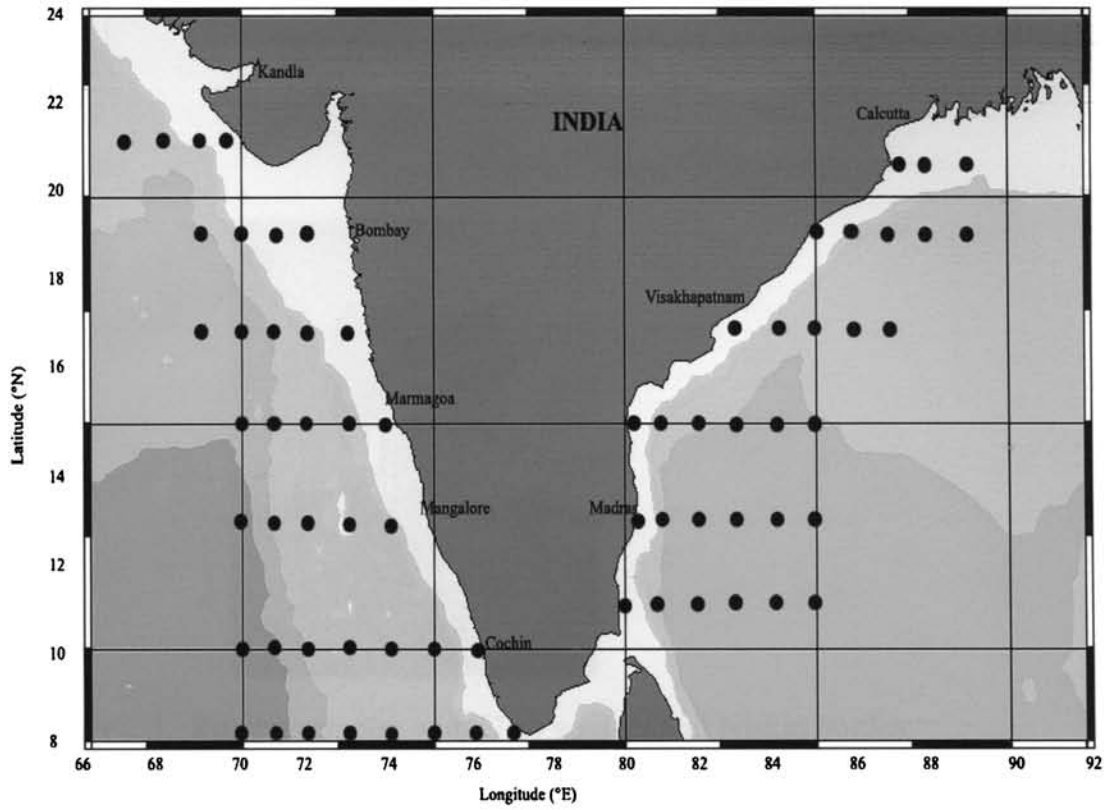 24
Kandla
22
INDIA
Calcutta
20
Bombay
18
Visakhapatnam
16
Marmagoa
Latitude (°N)
14
Mangalore
Madras
12
Cochin
10
8
66 68 70 72 74 76 78 80 84 86 88 90 92
Longitude (°E)